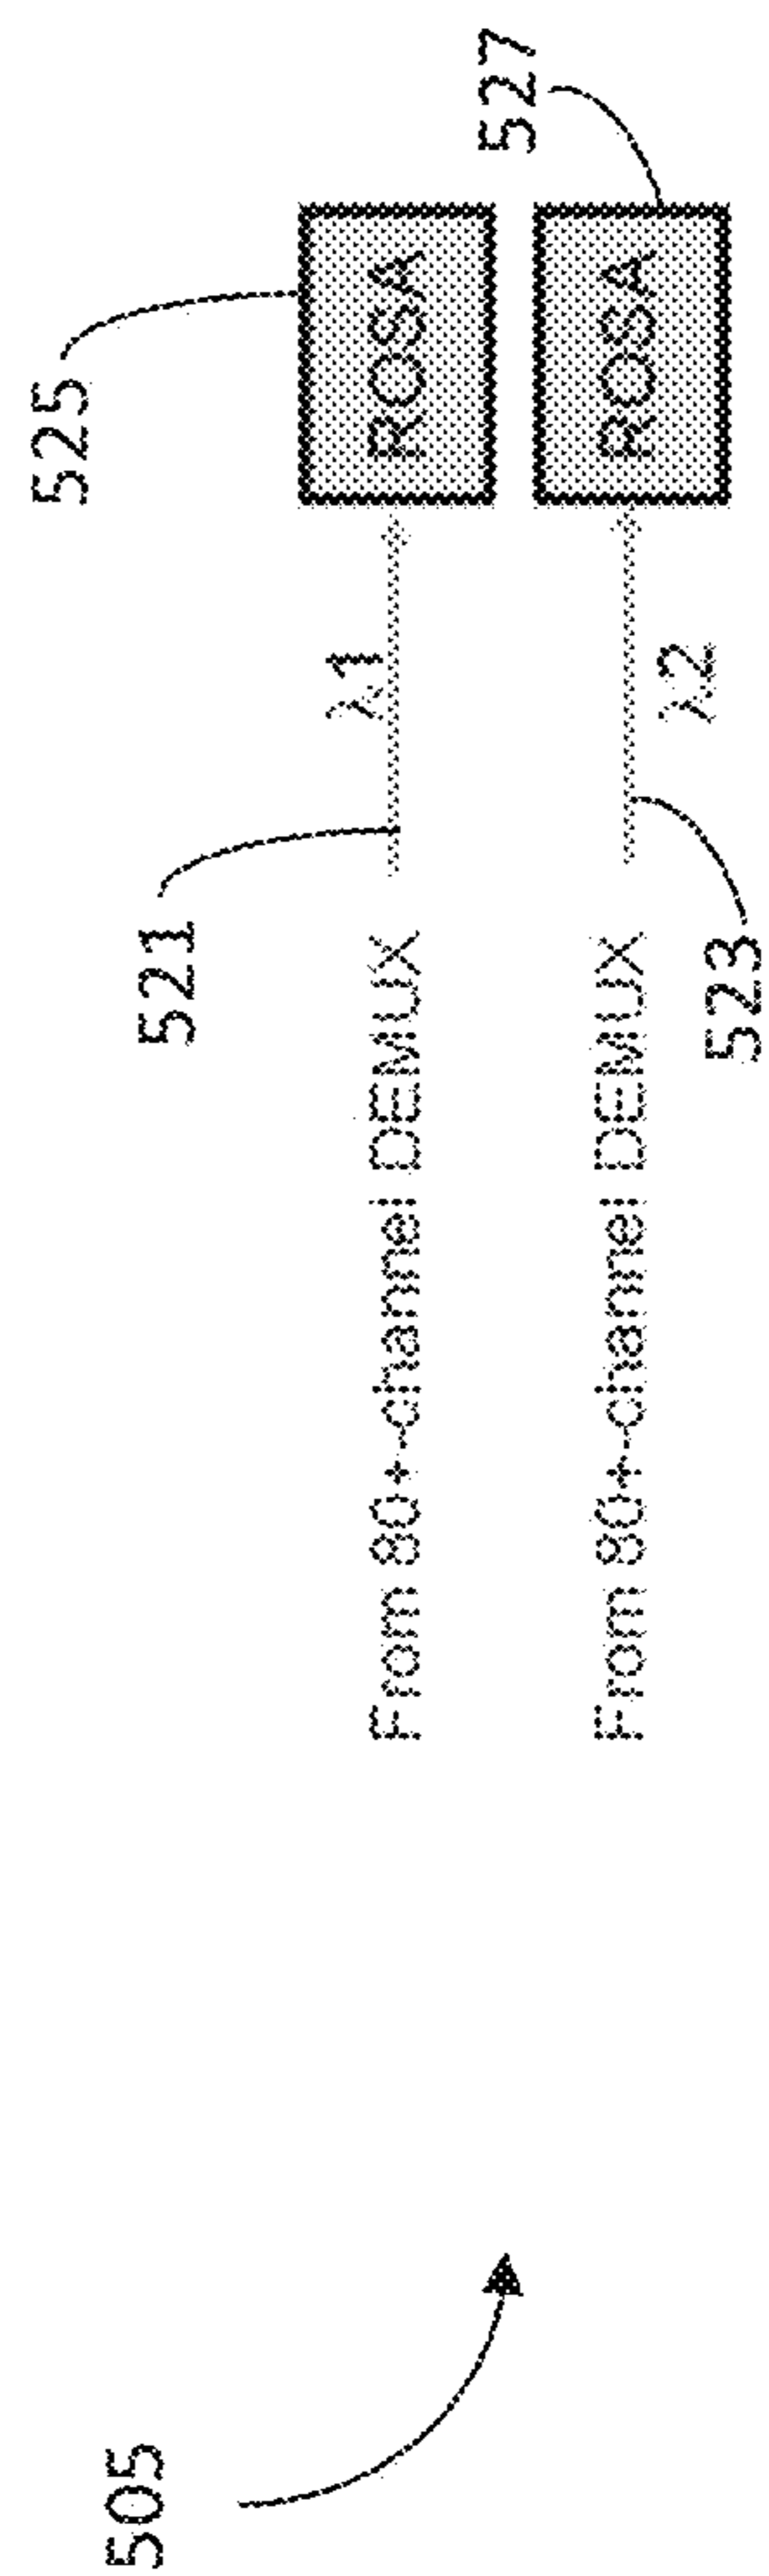 505
From 80+-channel DEMUX
521
λ1
ROSA
525
From 80+-channel DEMUX
523
λ2
ROSA
527